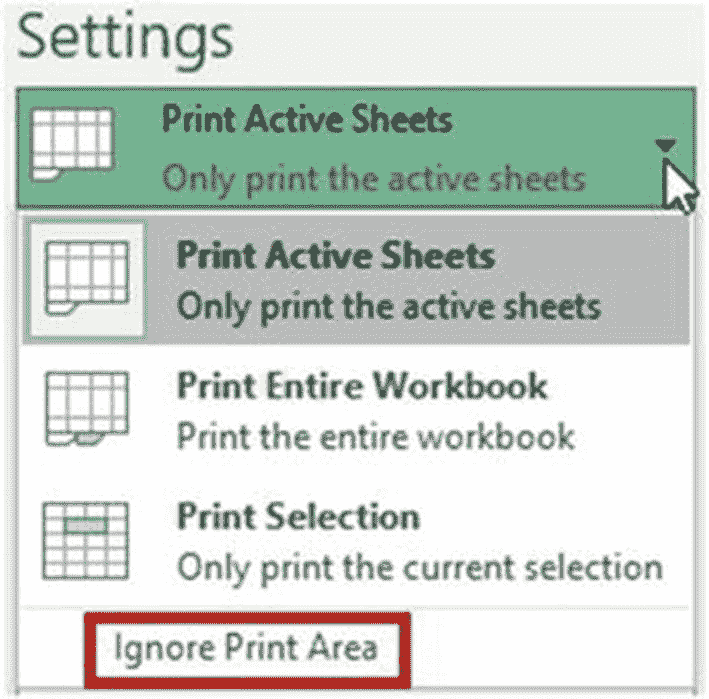 Settings
Print Active Sheets
Only print the active sheets
Print Active Sheets
Only print the active sheets
Print Entire Workbook
Print the entire workbook
Print Selection
Only print the current selection
Ignore Print Area